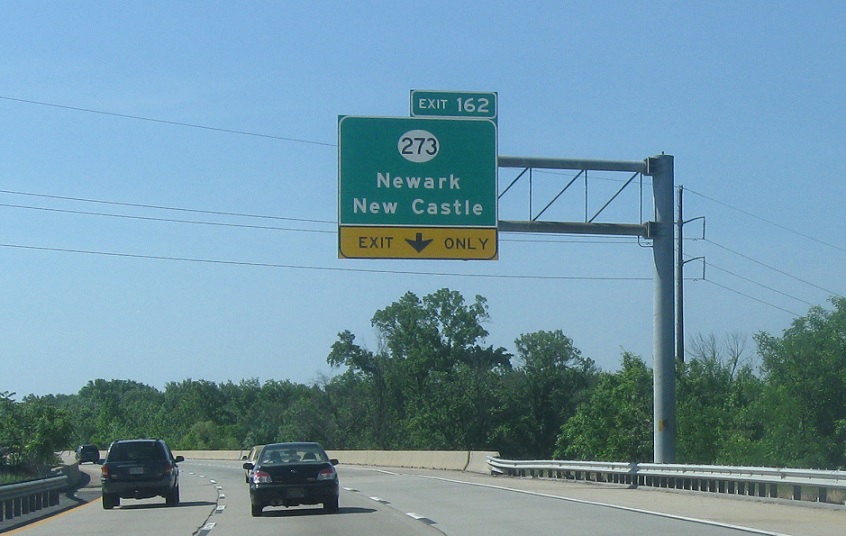 EXIT 162
273
Newark
New Castle
EXIT ONLY